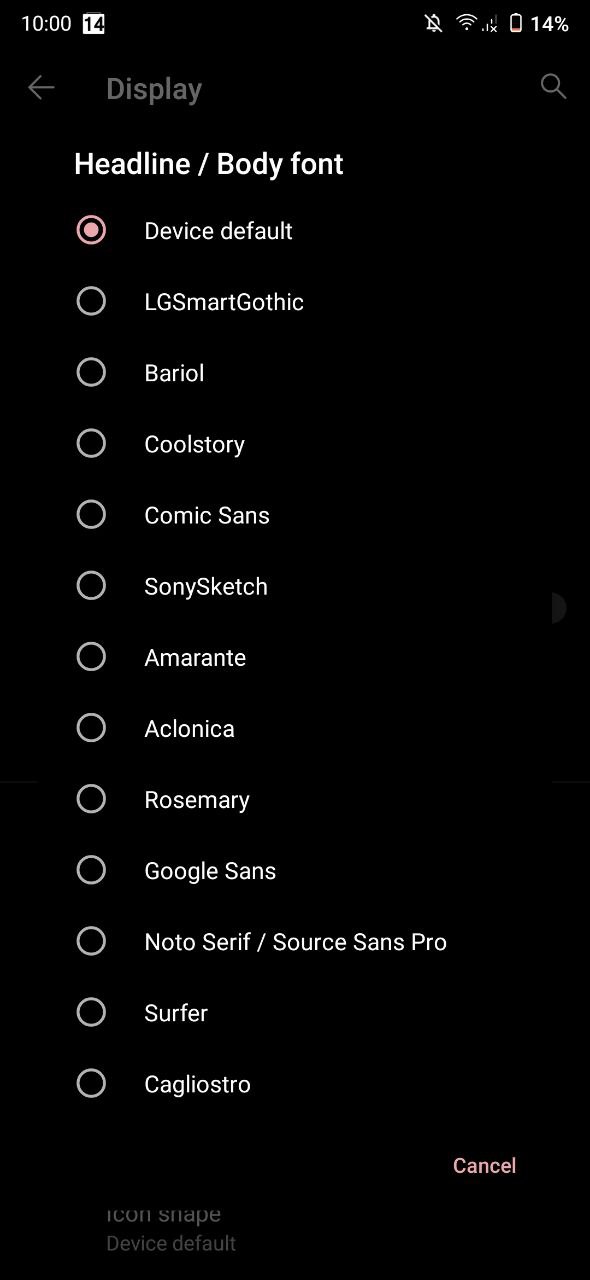 10:00 14 14%
Display
Headline / Body font
Device default
LGSmartGothic
Bariol
Coolstory
Comic Sans
SonySketch
Amarante
Aclonica
Rosemary
Google Sans
Noto Serif / Source Sans Pro
Surfer
Cagliostro
Cancel
Icon shape
Device default